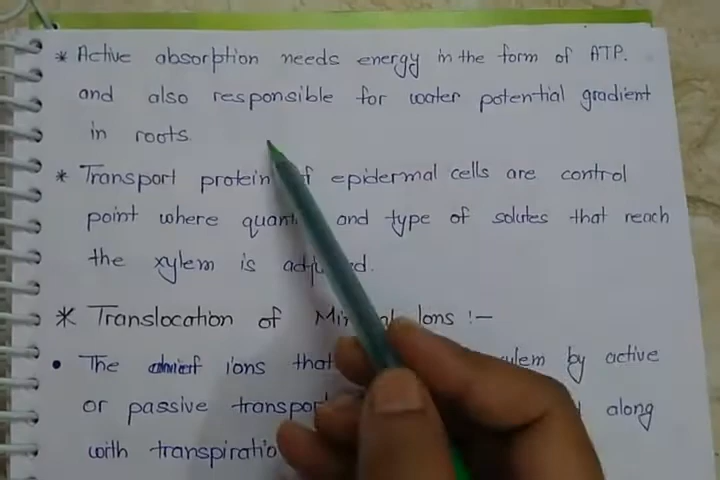 * Active absorption needs energy in the form of ATP.
and also responsible for water potential gradient
in roots
* Transport protein of epidermal cells are control
point where and type of solutes that reach
the xylem is
* Translocation of Ions :-
• The ions that by active
or passive transport along
with